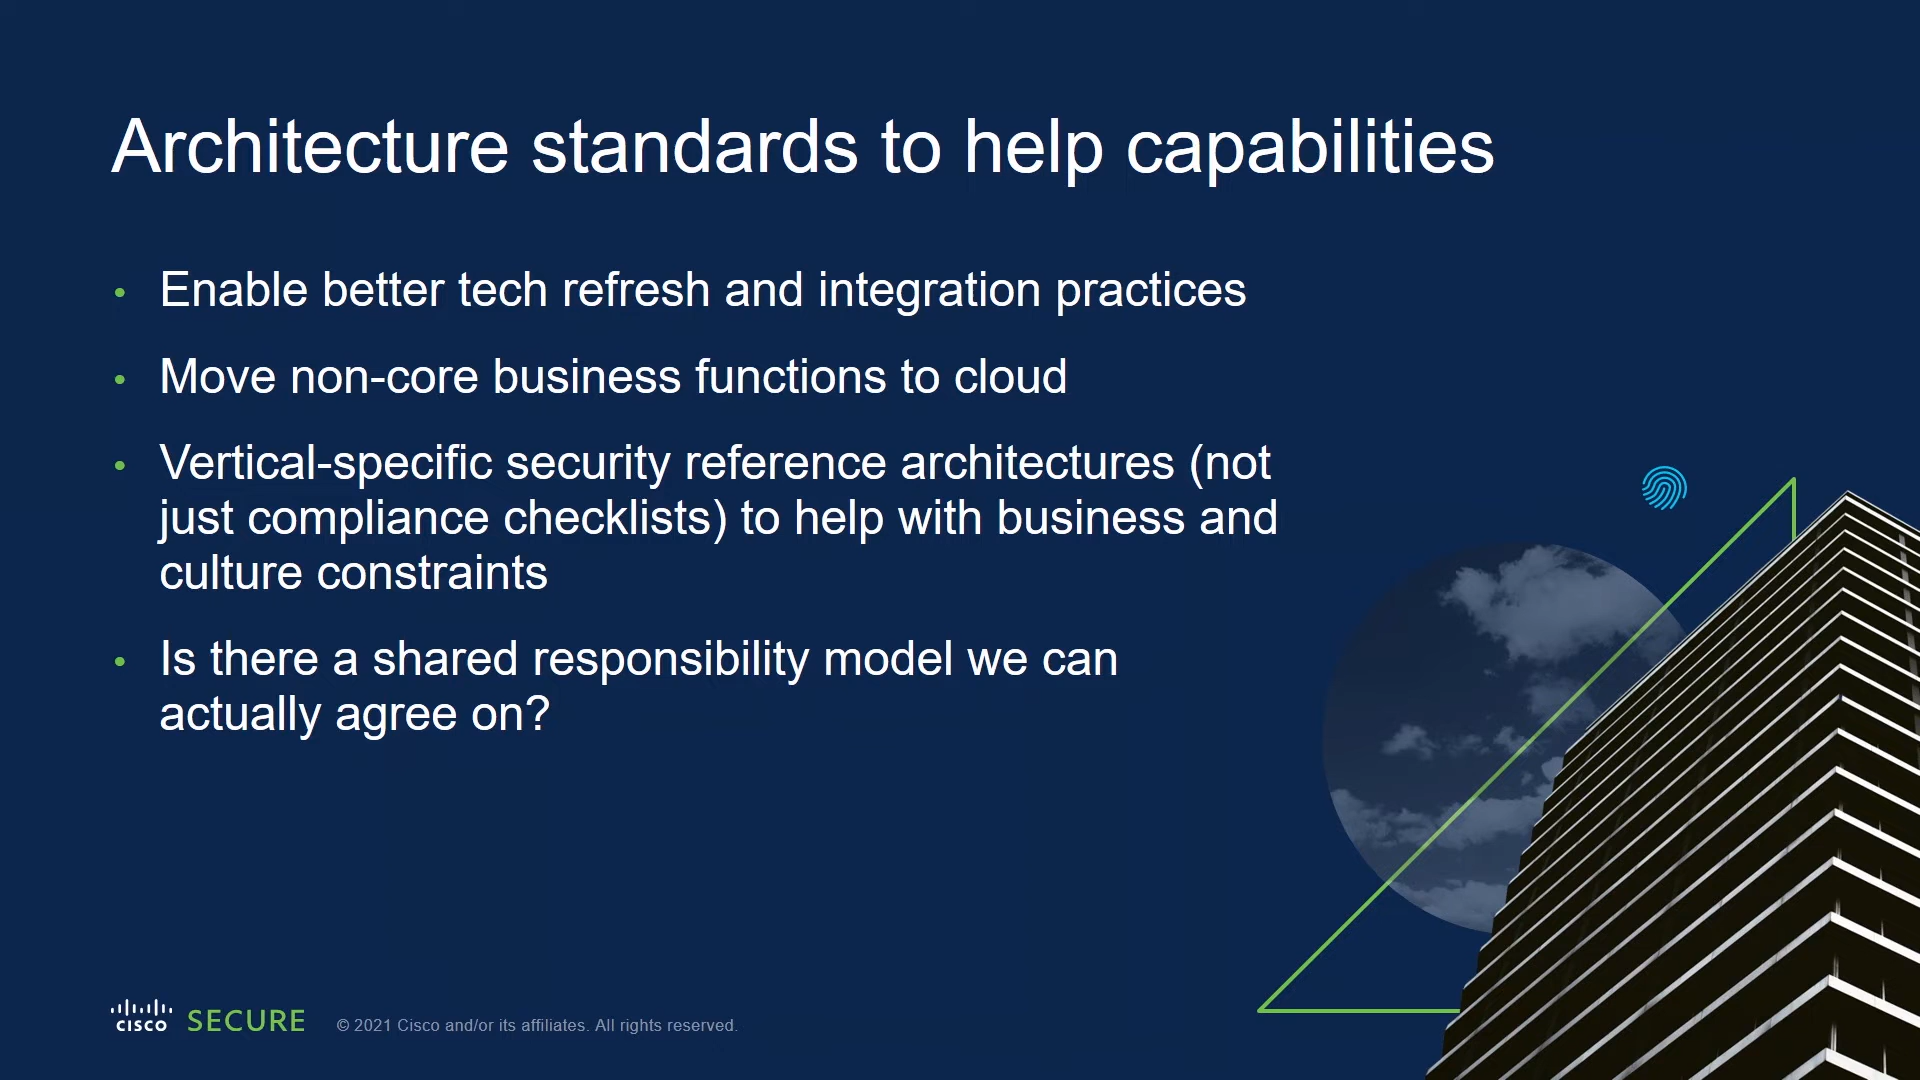 Architecture standards to help capabilities
• Enable better tech refresh and integration practices
• Move non-core business functions to cloud
• Vertical-specific security reference architectures (not
just compliance checklists) to help with business and
culture constraints
• Is there a shared responsibility model we can
actually agree on?
CISCO SECURE © 2021 Cisco and/or its affiliates. All rights reserved.